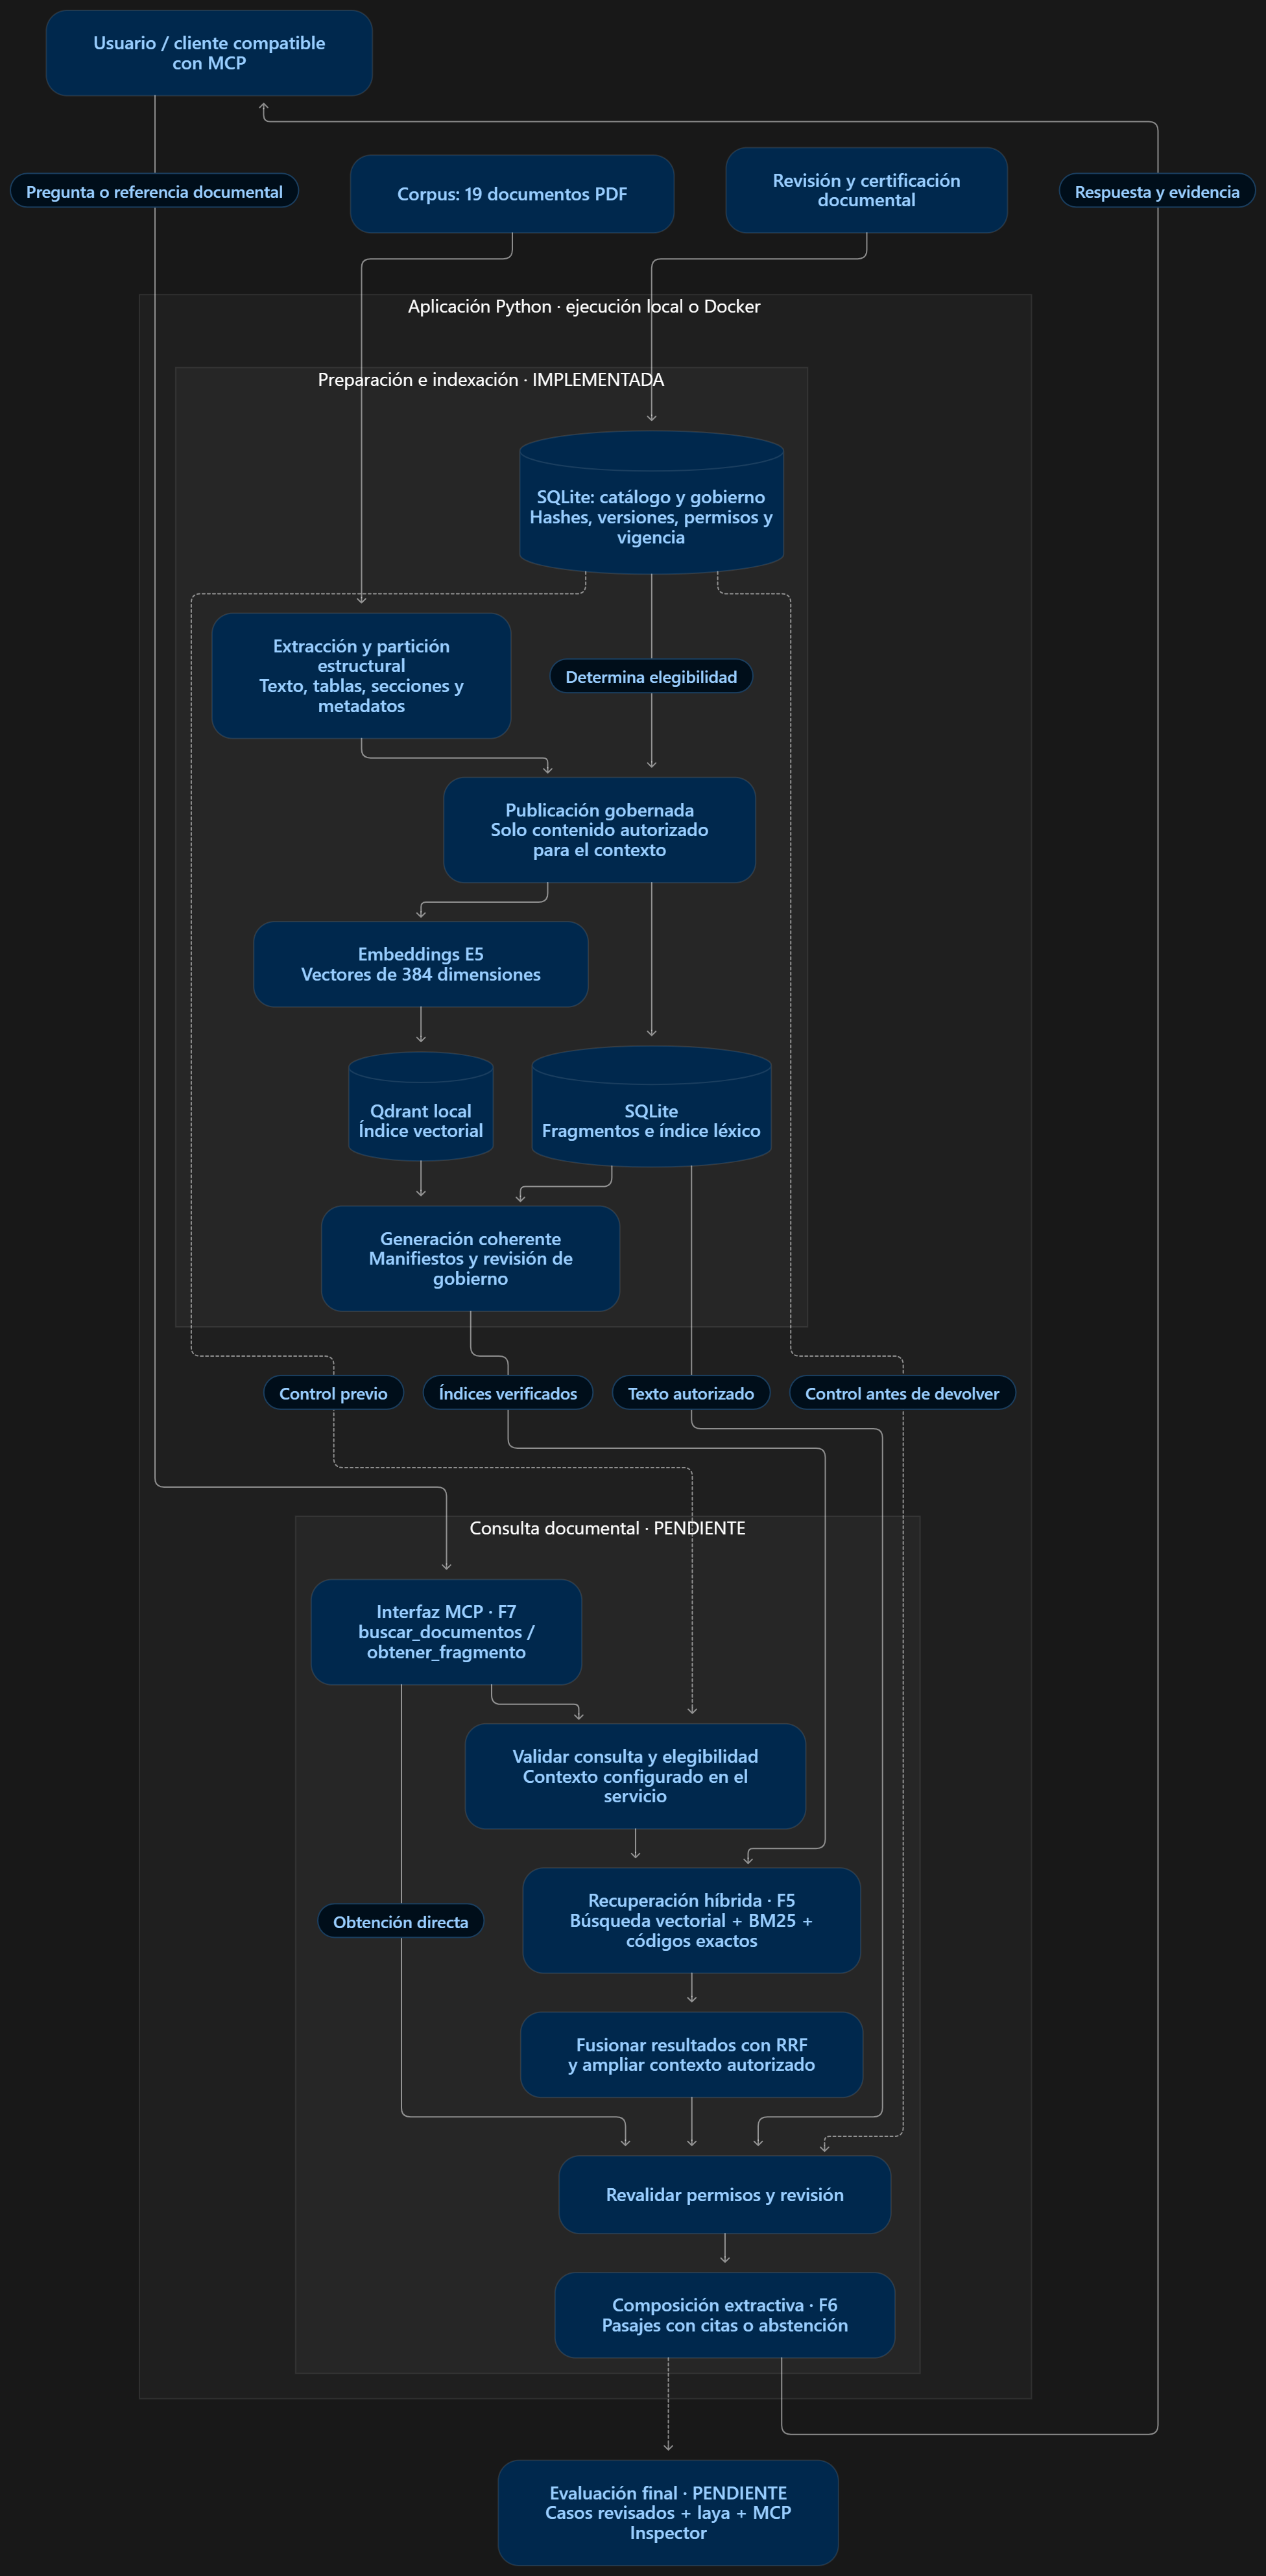 Usuario / cliente compatible
con MCP
Pregunta o referencia documental
Corpus: 19 documentos PDF
Revisión y certificación
documental
Respuesta y evidencia
Aplicación Python · ejecución local o Docker
Preparación e indexación · IMPLEMENTADA
SQLite: catálogo y gobierno
Hashes, versiones, permisos y
vigencia
Extracción y partición
estructural
Texto, tablas, secciones y
metadatos
Determina elegibilidad
Publicación gobernada
Solo contenido autorizado
para el contexto
Embeddings E5
Vectores de 384 dimensiones
Qdrant local
Índice vectorial
SQLite
Fragmentos e índice léxico
Generación coherente
Manifiestos y revisión de
gobierno
Control previo
Índices verificados
Texto autorizado
Control antes de devolver
Consulta documental · PENDIENTE
Interfaz MCP · F7
buscar_documentos /
obtener_fragmento
Validar consulta y elegibilidad
Contexto configurado en el
servicio
Obtención directa
Recuperación híbrida · F5
Búsqueda vectorial + BM25 +
códigos exactos
Fusionar resultados con RRF
y ampliar contexto autorizado
Revalidar permisos y revisión
Composición extractiva · F6
Pasajes con citas o abstención
Evaluación final · PENDIENTE
Casos revisados + laya + MCP
Inspector